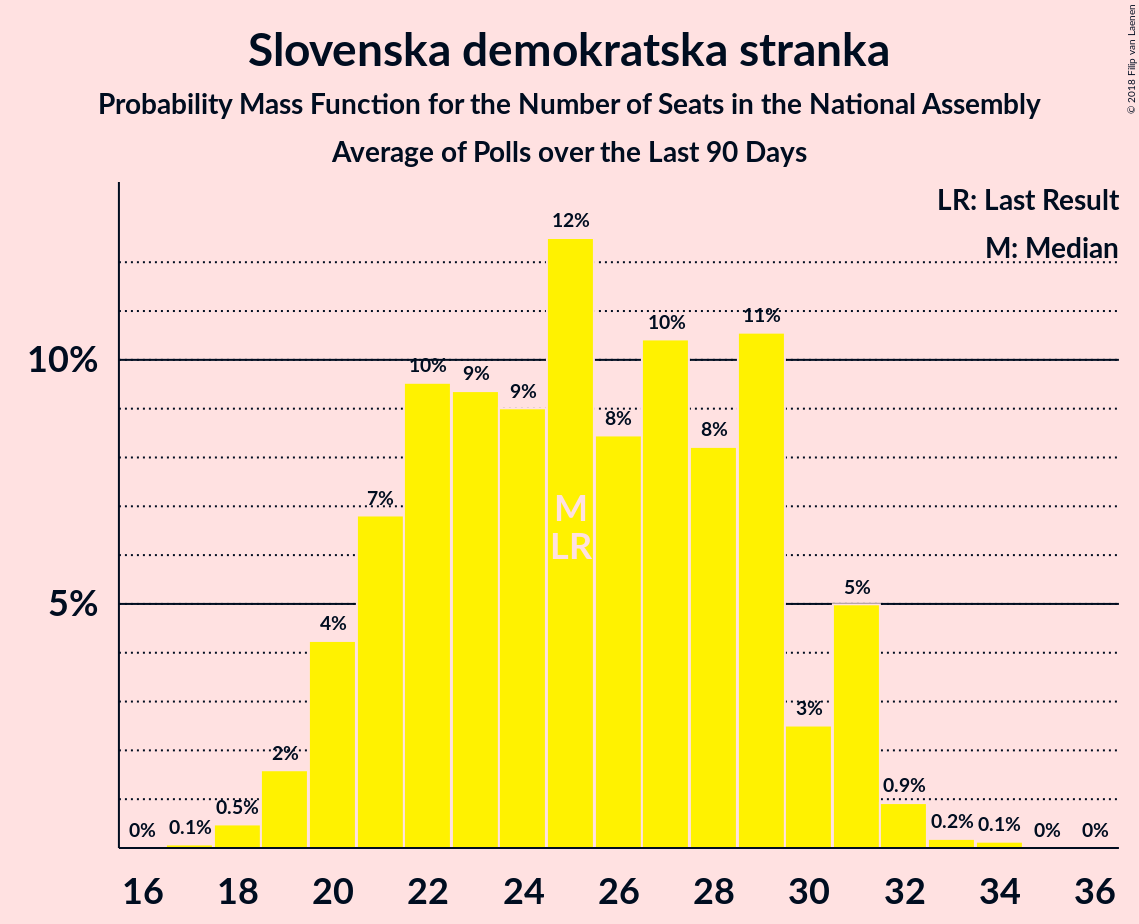 Slovenska demokratska stranka
Probability Mass Function for the Number of Seats in the National Assembly
Average of Polls over the Last 90 Days
© 2018 Filip van Laenen
LR: Last Result
M: Median
10%
5%
0%
0.1%
0.5%
2%
4%
7%
10%
9%
9%
12%
8%
10%
8%
11%
3%
5%
0.9%
0.2%
0.1%
0%
0%
M
LR
16 18 20 22 24 26 28 30 32 34 36